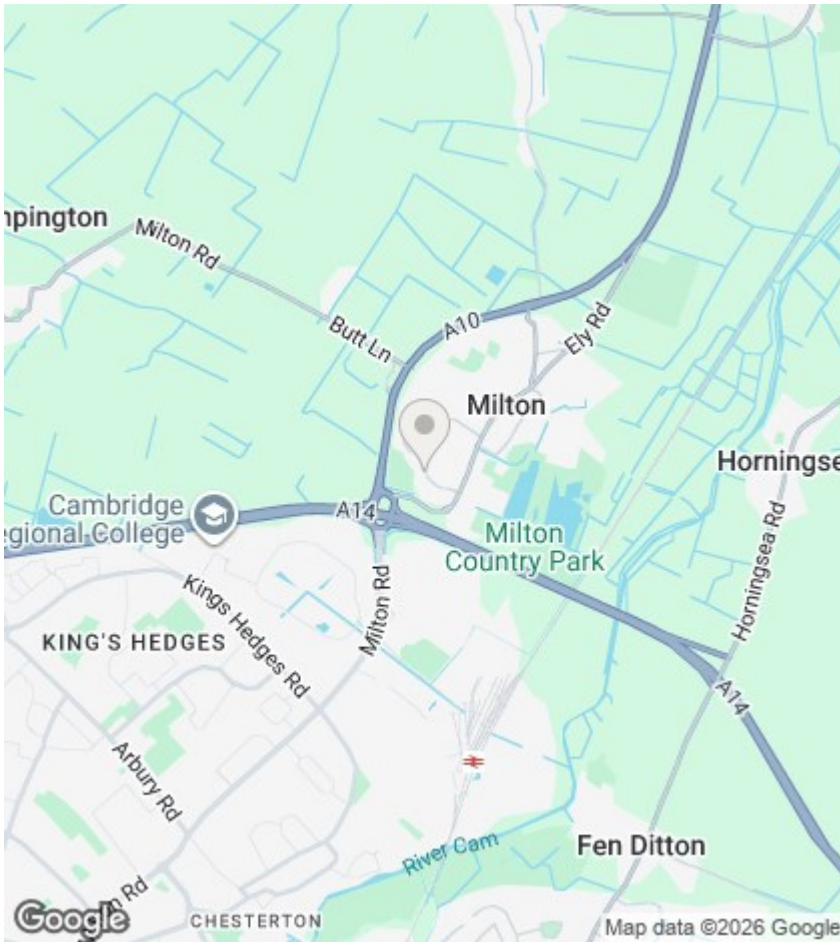 npington
Milton Rd
Butt Ln
A10
Ely Rd
Milton
Horningse
Cambridge
egional College
A14
Milton
Country Park
Horningsea Rd
Milton Rd
Kings Hedges Rd
KING'S HEDGES
A14
Arbury Rd
River Cam
Fen Ditton
n Rd
CHESTERTON
Google
Map data ©2026 Google